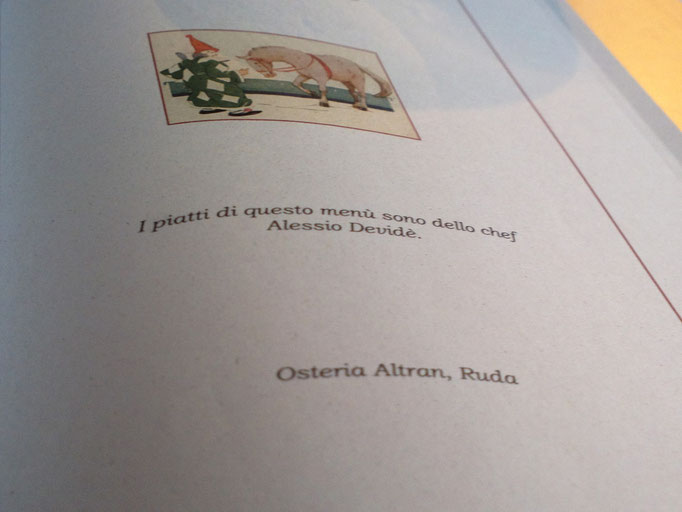 I piatti di questo menù sono dello chef
Alessio Devidè.
Osteria Altran, Ruda